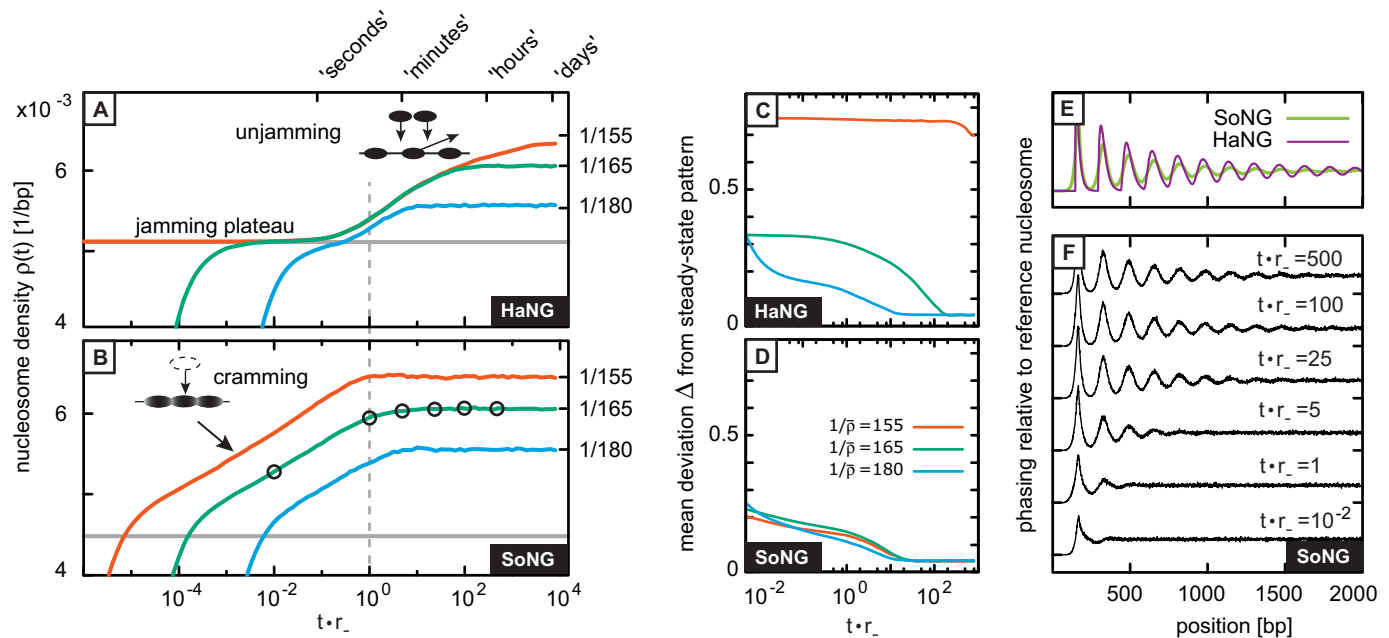 'seconds'
'minutes'
'hours'
'days'
x10⁻³
A
unjamming
6
jamming plateau
4
HaNG
1/155
1/165
1/180
nucleosome density ρ(t) [1/bp]
B
cramming
6
4
SoNG
1/155
1/165
1/180
10⁻⁴
10⁻²
10⁰
10²
10⁴
t•r₋
mean deviation Δ from steady-state pattern
C
0.5
0
HaNG
D
0.5
0
1/ρ̄ =155
1/ρ̄ =165
1/ρ̄ =180
SoNG
10⁻²
10⁰
10²
t•r₋
phasing relative to reference nucleosome
E
SoNG
HaNG
F
t•r₋=500
t•r₋=100
t•r₋=25
t•r₋=5
t•r₋=1
t•r₋=10⁻²
SoNG
500
1000
1500
2000
position [bp]